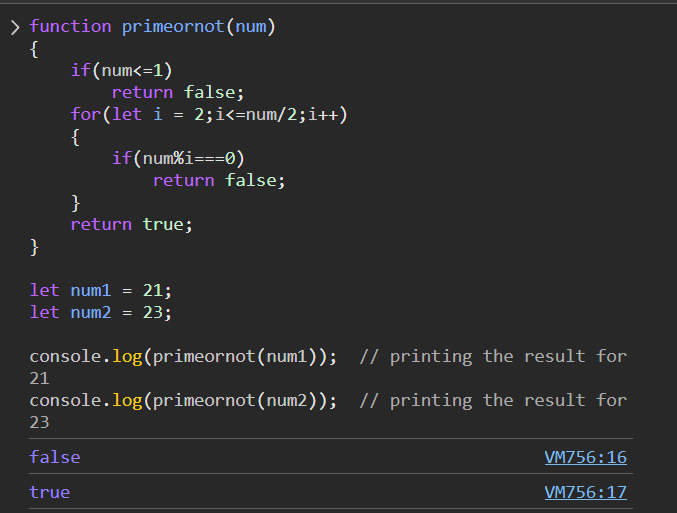 function primeornot(num)
{
    if(num<=1)
        return false;
    for(let i = 2;i<=num/2;i++)
    {
        if(num%i===0)
            return false;
    }
    return true;
}

let num1 = 21;
let num2 = 23;

console.log(primeornot(num1));  // printing the result for
21
console.log(primeornot(num2));  // printing the result for
23
false VM756:16
true VM756:17